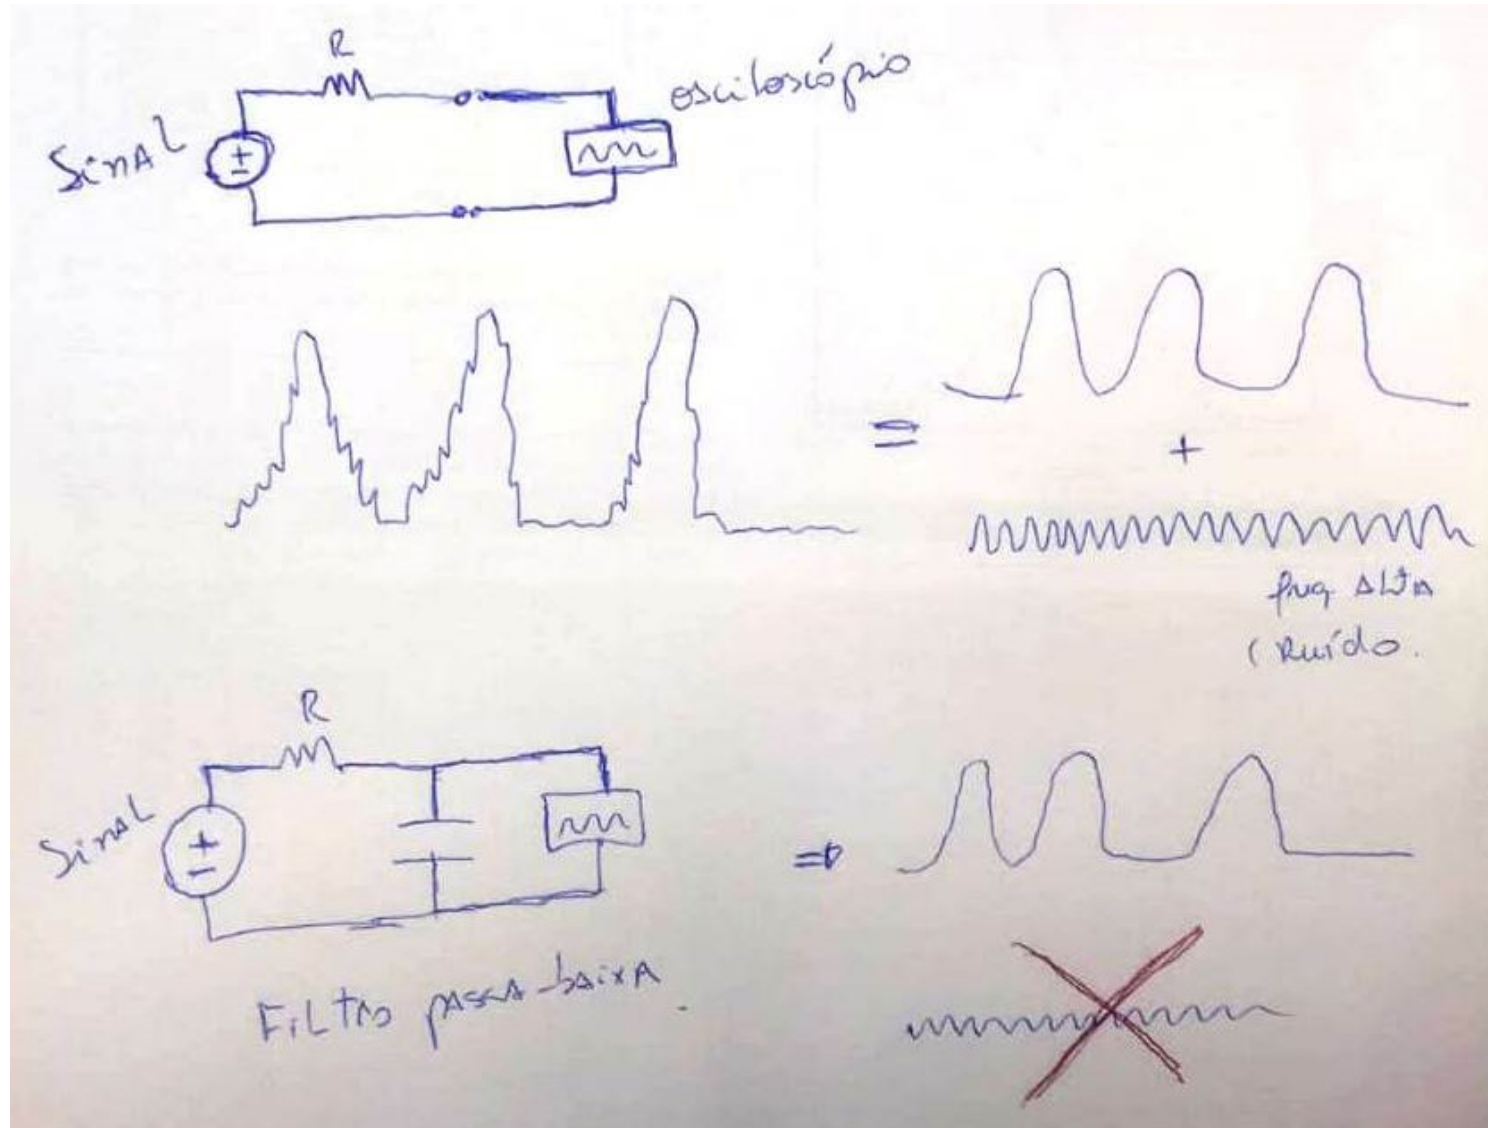 R
osciloscópio
SinAL
+
-
=
+
freq ALTA
( Ruído.
R
SinAL
+
-
⇒
FiLtro passa-baixA.